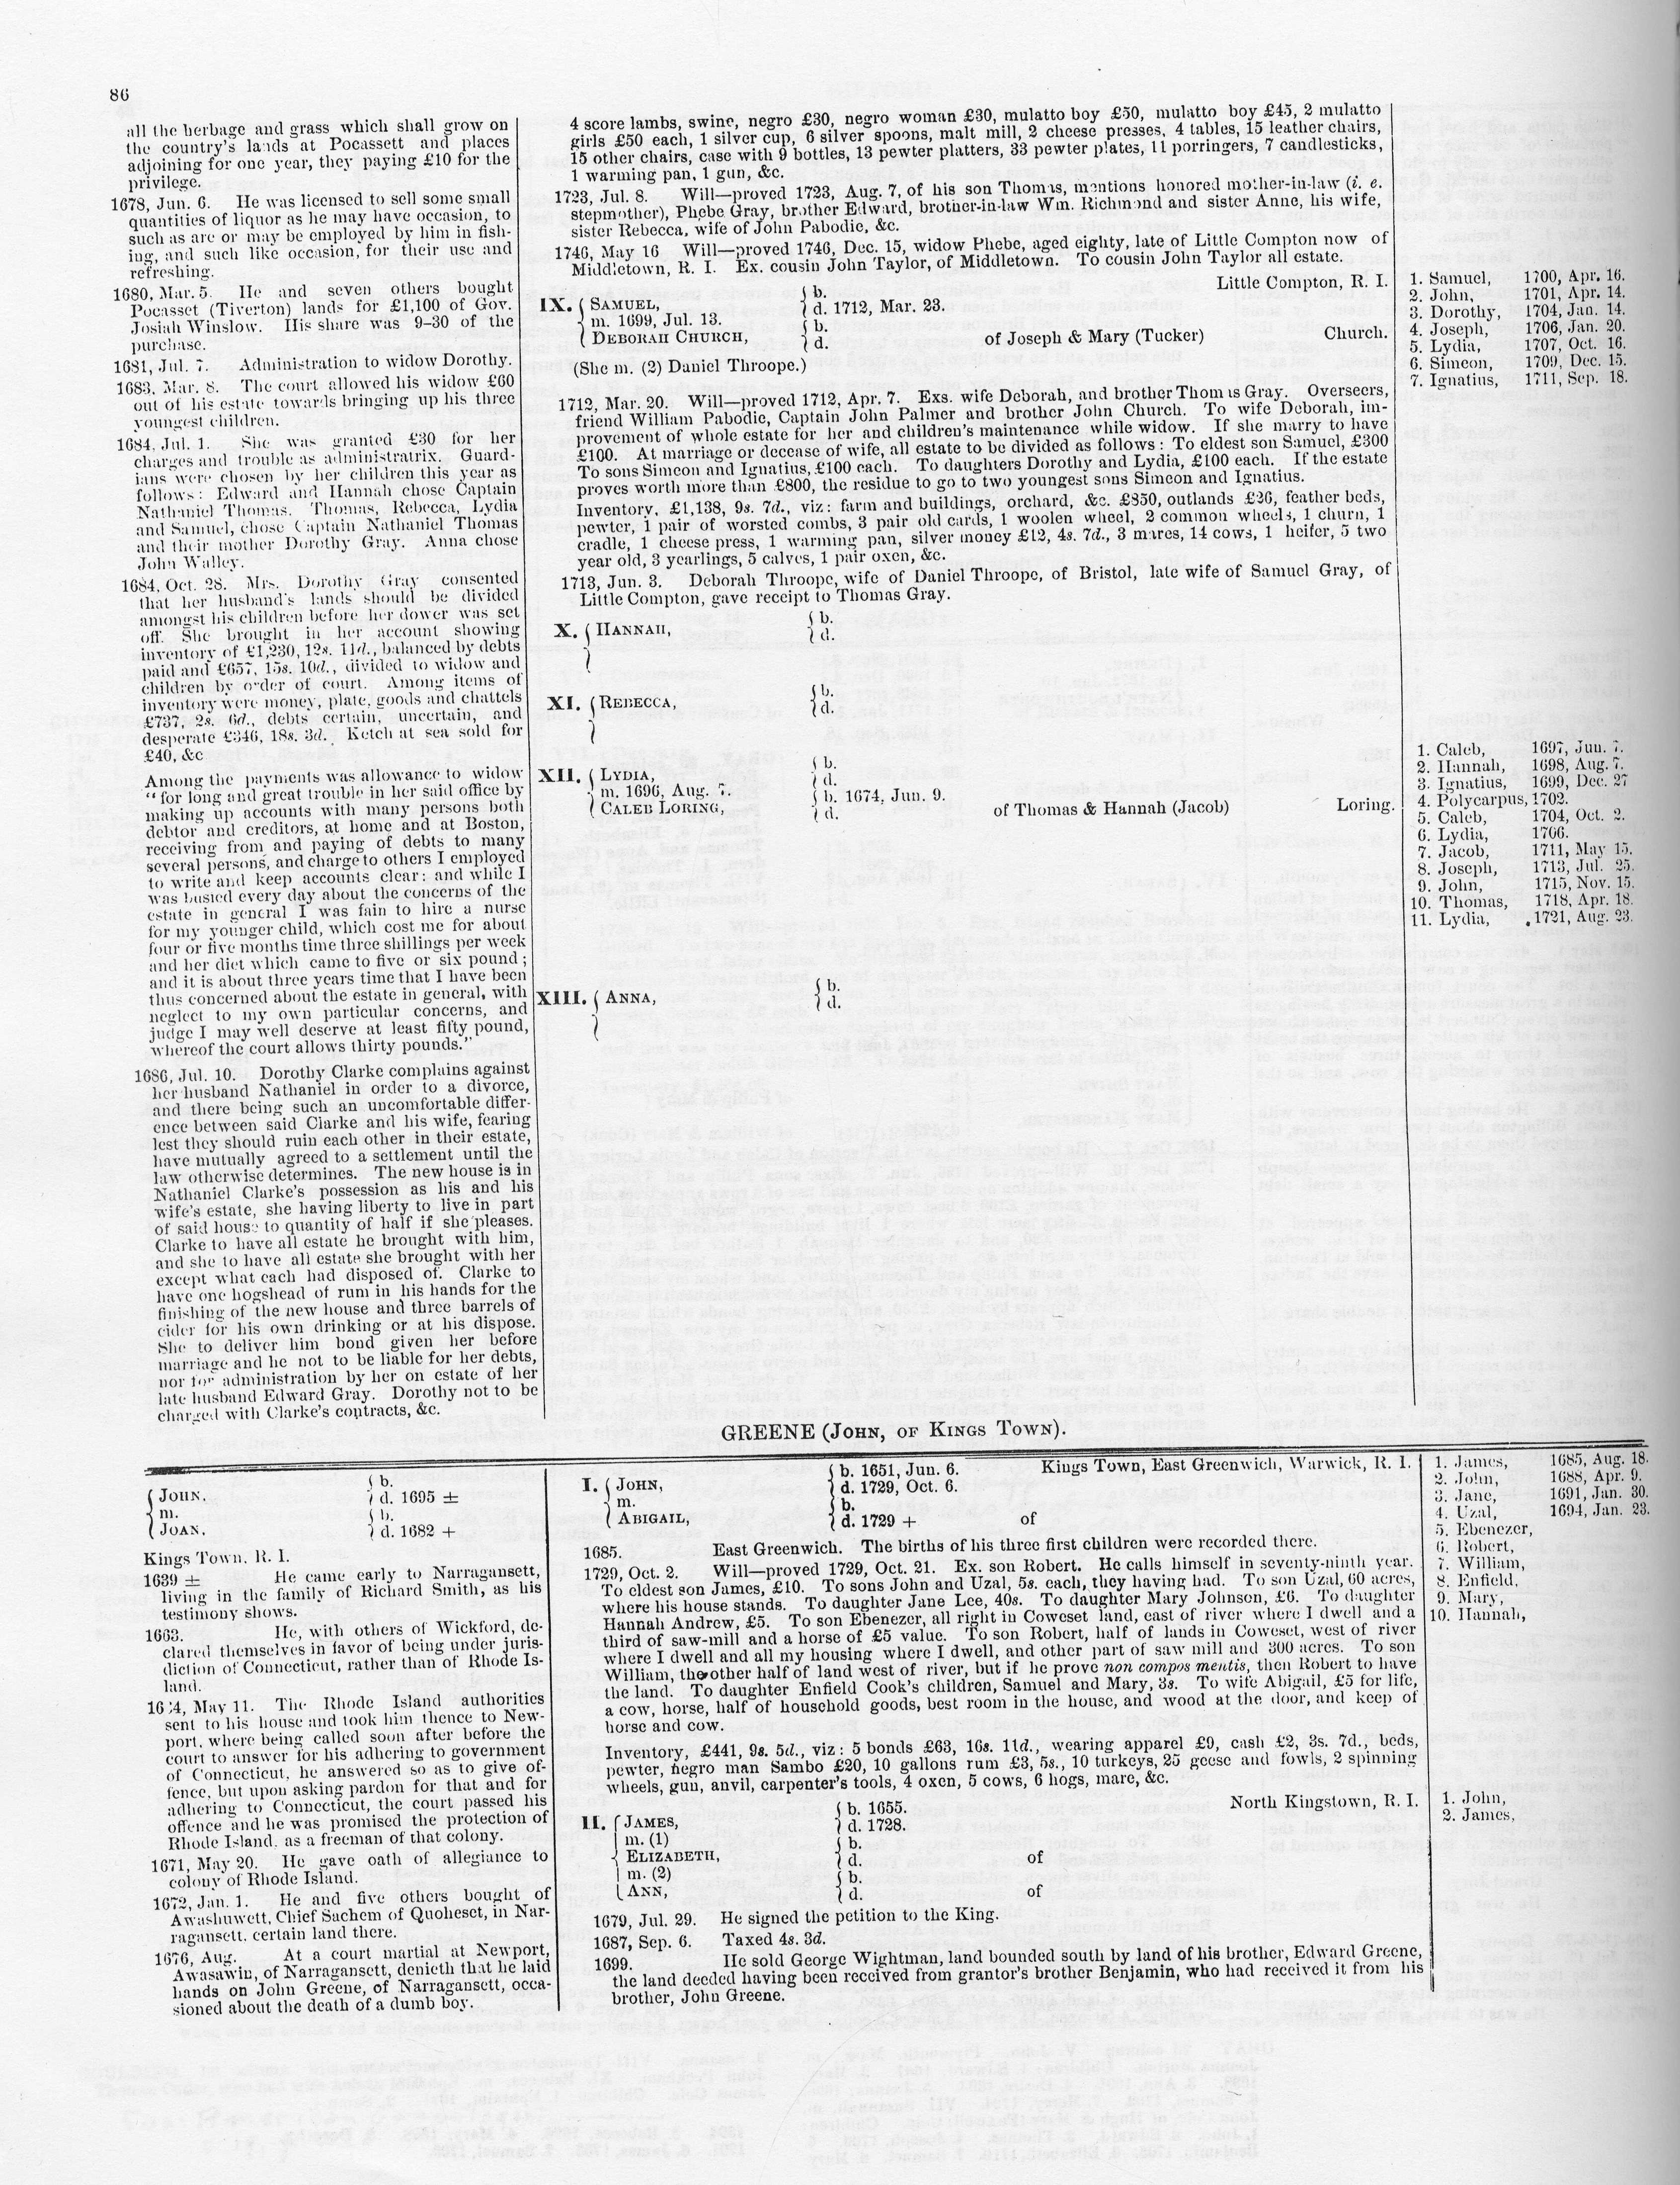 86
all the herbage and grass which shall grow on
the country's lands at Pocassett and places
adjoining for one year, they paying £10 for the
privilege.
1678, Jun. 6. He was licensed to sell some small
quantities of liquor as he may have occasion, to
such as are or may be employed by him in fish-
ing, and such like occasion, for their use and
refreshing.
1680, Mar. 5. He and seven others bought
Pocasset (Tiverton) lands for £1,100 of Gov.
Josiah Winslow. His share was 9-30 of the
purchase.
1681, Jul. 7. Administration to widow Dorothy.
1683, Mar. 8. The court allowed his widow £60
out of his estate towards bringing up his three
youngest children.
1684, Jul. 1. She was granted £30 for her
charges and trouble as administratrix. Guard-
ians were chosen by her children this year as
follows: Edward and Hannah chose Captain
Nathaniel Thomas. Thomas, Rebecca, Lydia
and Samuel, chose Captain Nathaniel Thomas
and their mother Dorothy Gray. Anna chose
John Walley.
1684, Oct. 28. Mrs. Dorothy Gray consented
that her husband's lands should be divided
amongst his children before her dower was set
off. She brought in her account showing
inventory of £1,230, 12s. 11d., balanced by debts
paid and £657, 15s. 10d., divided to widow and
children by order of court. Among items of
inventory were money, plate, goods and chattels
£737, 2s. 6d., debts certain, uncertain, and
desperate £346, 18s. 3d. Ketch at sea sold for
£40, &c
Among the payments was allowance to widow
"for long and great trouble in her said office by
making up accounts with many persons both
debtor and creditors, at home and at Boston,
receiving from and paying of debts to many
several persons, and charge to others I employed
to write and keep accounts clear: and while I
was busied every day about the concerns of the
estate in general I was fain to hire a nurse
for my younger child, which cost me for about
four or five months time three shillings per week
and her diet which came to five or six pound;
and it is about three years time that I have been
thus concerned about the estate in general, with
neglect to my own particular concerns, and
judge I may well deserve at least fifty pound,
whereof the court allows thirty pounds."
1686, Jul. 10. Dorothy Clarke complains against
her husband Nathaniel in order to a divorce,
and there being such an uncomfortable differ-
ence between said Clarke and his wife, fearing
lest they should ruin each other in their estate,
have mutually agreed to a settlement until the
law otherwise determines. The new house is in
Nathaniel Clarke's possession as his and his
wife's estate, she having liberty to live in part
of said house to quantity of half if she pleases.
Clarke to have all estate he brought with him,
and she to have all estate she brought with her
except what each had disposed of. Clarke to
have one hogshead of rum in his hands for the
finishing of the new house and three barrels of
cider for his own drinking or at his dispose.
She to deliver him bond given her before
marriage and he not to be liable for her debts,
nor for administration by her on estate of her
late husband Edward Gray. Dorothy not to be
charged with Clarke's contracts, &c.
4 score lambs, swine, negro £30, negro woman £30, mulatto boy £50, mulatto boy £45, 2 mulatto
girls £50 each, 1 silver cup, 6 silver spoons, malt mill, 2 cheese presses, 4 tables, 15 leather chairs,
15 other chairs, case with 9 bottles, 13 pewter platters, 33 pewter plates, 11 porringers, 7 candlesticks,
1 warming pan, 1 gun, &c.
1723, Jul. 8. Will—proved 1723, Aug. 7, of his son Thomas, mentions honored mother-in-law (i. e.
stepmother), Phebe Gray, brother Edward, brother-in-law Wm. Richmond and sister Anne, his wife,
sister Rebecca, wife of John Pabodie, &c.
1746, May 16 Will—proved 1746, Dec. 15, widow Phebe, aged eighty, late of Little Compton now of
Middletown, R. I. Ex. cousin John Taylor, of Middletown. To cousin John Taylor all estate.
Little Compton, R. I.
IX. { SAMUEL, { b.
d. 1712, Mar. 23.
m. 1699, Jul. 13.
DEBORAH CHURCH, { b.
d. of Joseph & Mary (Tucker) Church.
(She m. (2) Daniel Throope.)
1712, Mar. 20. Will—proved 1712, Apr. 7. Exs. wife Deborah, and brother Thomas Gray. Overseers,
friend William Pabodie, Captain John Palmer and brother John Church. To wife Deborah, im-
provement of whole estate for her and children's maintenance while widow. If she marry to have
£100. At marriage or decease of wife, all estate to be divided as follows: To eldest son Samuel, £300
To sons Simeon and Ignatius, £100 each. To daughters Dorothy and Lydia, £100 each. If the estate
proves worth more than £800, the residue to go to two youngest sons Simeon and Ignatius.
Inventory, £1,138, 9s. 7d., viz: farm and buildings, orchard, &c. £850, outlands £36, feather beds,
pewter, 1 pair of worsted combs, 3 pair old cards, 1 woolen wheel, 2 common wheels, 1 churn, 1
cradle, 1 cheese press, 1 warming pan, silver money £12, 4s. 7d., 3 mares, 14 cows, 1 heifer, 5 two
year old, 3 yearlings, 5 calves, 1 pair oxen, &c.
1713, Jun. 3. Deborah Throope, wife of Daniel Throope, of Bristol, late wife of Samuel Gray, of
Little Compton, gave receipt to Thomas Gray.
X. { HANNAH, { b.
d.
XI. { REBECCA, { b.
d.
XII. { LYDIA, { b.
d.
m. 1696, Aug. 7.
CALEB LORING, { b. 1674, Jun. 9.
d. of Thomas & Hannah (Jacob) Loring.
XIII. { ANNA, { b.
d.
1. Samuel, 1700, Apr. 16.
2. John, 1701, Apr. 14.
3. Dorothy, 1704, Jan. 14.
4. Joseph, 1706, Jan. 20.
5. Lydia, 1707, Oct. 16.
6. Simeon, 1709, Dec. 15.
7. Ignatius, 1711, Sep. 18.
1. Caleb, 1697, Jun. 7.
2. Hannah, 1698, Aug. 7.
3. Ignatius, 1699, Dec. 27
4. Polycarpus, 1702.
5. Caleb, 1704, Oct. 2.
6. Lydia, 1706.
7. Jacob, 1711, May 15.
8. Joseph, 1713, Jul. 25.
9. John, 1715, Nov. 15.
10. Thomas, 1718, Apr. 18.
11. Lydia, 1721, Aug. 23.
GREENE (JOHN, OF KINGS TOWN).
{ JOHN, { b.
d. 1695 ±
m.
JOAN, { b.
d. 1682 +
Kings Town, R. I.
1639 ± He came early to Narragansett,
living in the family of Richard Smith, as his
testimony shows.
1663. He, with others of Wickford, de-
clared themselves in favor of being under juris-
diction of Connecticut, rather than of Rhode Is-
land.
1664, May 11. The Rhode Island authorities
sent to his house and took him thence to New-
port, where being called soon after before the
court to answer for his adhering to government
of Connecticut, he answered so as to give of-
fence, but upon asking pardon for that and for
adhering to Connecticut, the court passed his
offence and he was promised the protection of
Rhode Island, as a freeman of that colony.
1671, May 20. He gave oath of allegiance to
colony of Rhode Island.
1672, Jan. 1. He and five others bought of
Awashuwett, Chief Sachem of Quoheset, in Nar-
ragansett, certain land there.
1676, Aug. At a court martial at Newport,
Awasawin, of Narragansett, denieth that he laid
hands on John Greene, of Narragansett, occa-
sioned about the death of a dumb boy.
I. { JOHN, { b. 1651, Jun. 6. Kings Town, East Greenwich, Warwick, R. I.
d. 1729, Oct. 6.
m.
ABIGAIL, { b.
d. 1729 + of
1685. East Greenwich. The births of his three first children were recorded there.
1729, Oct. 2. Will—proved 1729, Oct. 21. Ex. son Robert. He calls himself in seventy-ninth year.
To eldest son James, £10. To sons John and Uzal, 5s. each, they having had. To son Uzal, 60 acres,
where his house stands. To daughter Jane Lee, 40s. To daughter Mary Johnson, £6. To daughter
Hannah Andrew, £5. To son Ebenezer, all right in Coweset land, east of river where I dwell and a
third of saw-mill and a horse of £5 value. To son Robert, half of lands in Coweset, west of river
where I dwell and all my housing where I dwell, and other part of saw mill and 300 acres. To son
William, the other half of land west of river, but if he prove non compos mentis, then Robert to have
the land. To daughter Enfield Cook's children, Samuel and Mary, 3s. To wife Abigail, £5 for life,
a cow, horse, half of household goods, best room in the house, and wood at the door, and keep of
horse and cow.
Inventory, £441, 9s. 5d., viz: 5 bonds £63, 16s. 11d., wearing apparel £9, cash £2, 3s. 7d., beds,
pewter, negro man Sambo £20, 10 gallons rum £3, 5s., 10 turkeys, 25 geese and fowls, 2 spinning
wheels, gun, anvil, carpenter's tools, 4 oxen, 5 cows, 6 hogs, mare, &c.
II. { JAMES, { b. 1655. North Kingstown, R. I.
d. 1728.
m. (1)
ELIZABETH, { b.
d. of
m. (2)
ANN, { b.
d. of
1679, Jul. 29. He signed the petition to the King.
1687, Sep. 6. Taxed 4s. 3d.
1699. He sold George Wightman, land bounded south by land of his brother, Edward Greene,
the land deeded having been received from grantor's brother Benjamin, who had received it from his
brother, John Greene.
1. James, 1685, Aug. 18.
2. John, 1688, Apr. 9.
3. Jane, 1691, Jan. 30.
4. Uzal, 1694, Jan. 23.
5. Ebenezer,
6. Robert,
7. William,
8. Enfield,
9. Mary,
10. Hannah,
1. John,
2. James,